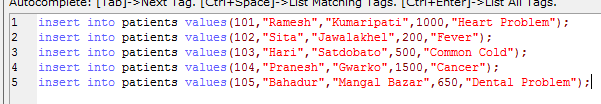 Autocomplete: [Tab]->Next Tag. [Ctrl+Space]->List Matching Tags. [Ctrl+Enter]->List All Tags.
1 insert into patients values(101,"Ramesh","Kumaripati",1000,"Heart Problem");
2 insert into patients values(102,"Sita","Jawalakhel",200,"Fever");
3 insert into patients values(103,"Hari","Satdobato",500,"Common Cold");
4 insert into patients values(104,"Pranesh","Gwarko",1500,"Cancer");
5 insert into patients values(105,"Bahadur","Mangal Bazar",650,"Dental Problem");